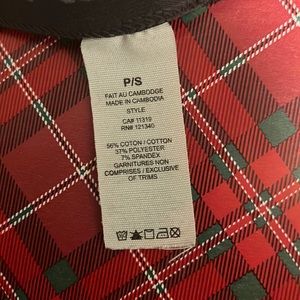 P/S
FAIT AU CAMBODGE
MADE IN CAMBODIA
STYLE
CA# 11319
RN# 121340
56% COTON / COTTON
37% POLYESTER
7% SPANDEX
GARNITURES NON
COMPRISES / EXCLUSIVE
OF TRIMS